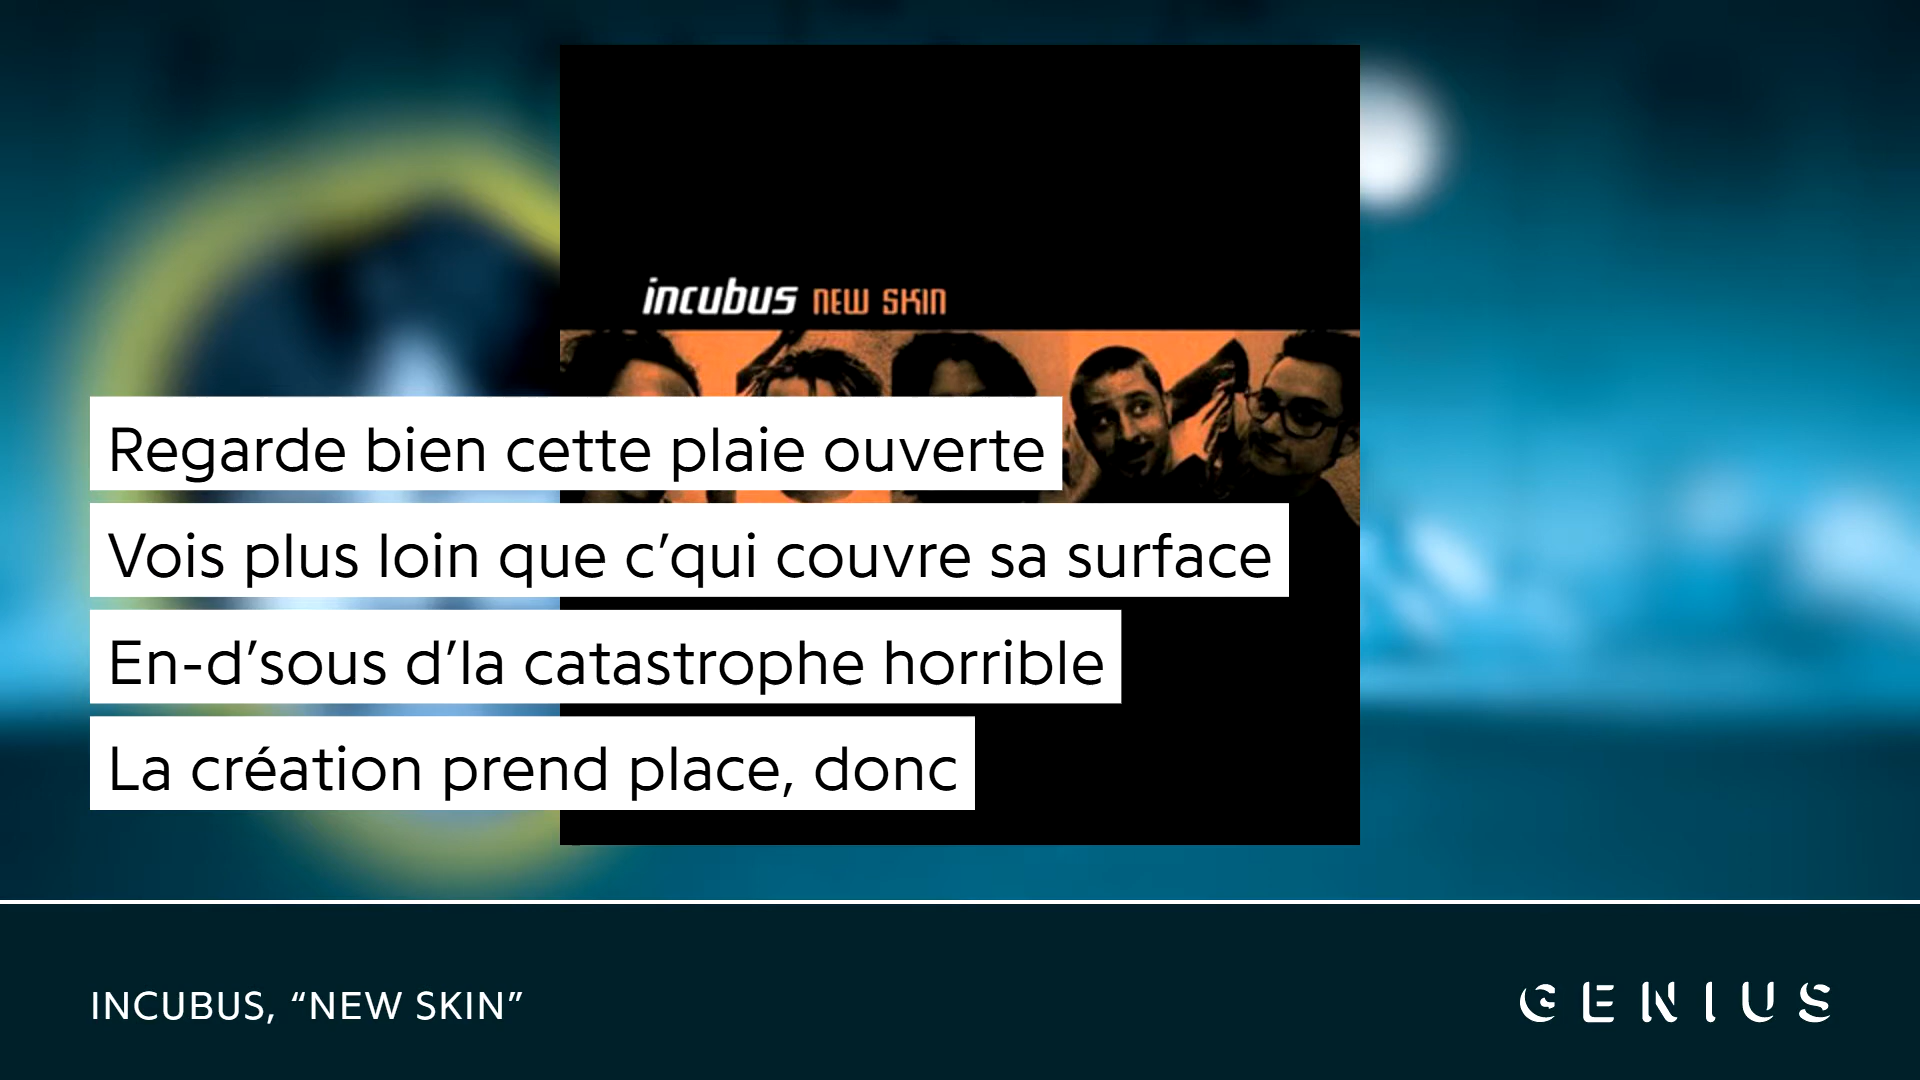 incubus NEW SKIN
Regarde bien cette plaie ouverte
Vois plus loin que c’qui couvre sa surface
En-d’sous d’la catastrophe horrible
La création prend place, donc
INCUBUS, “NEW SKIN”
GENIUS